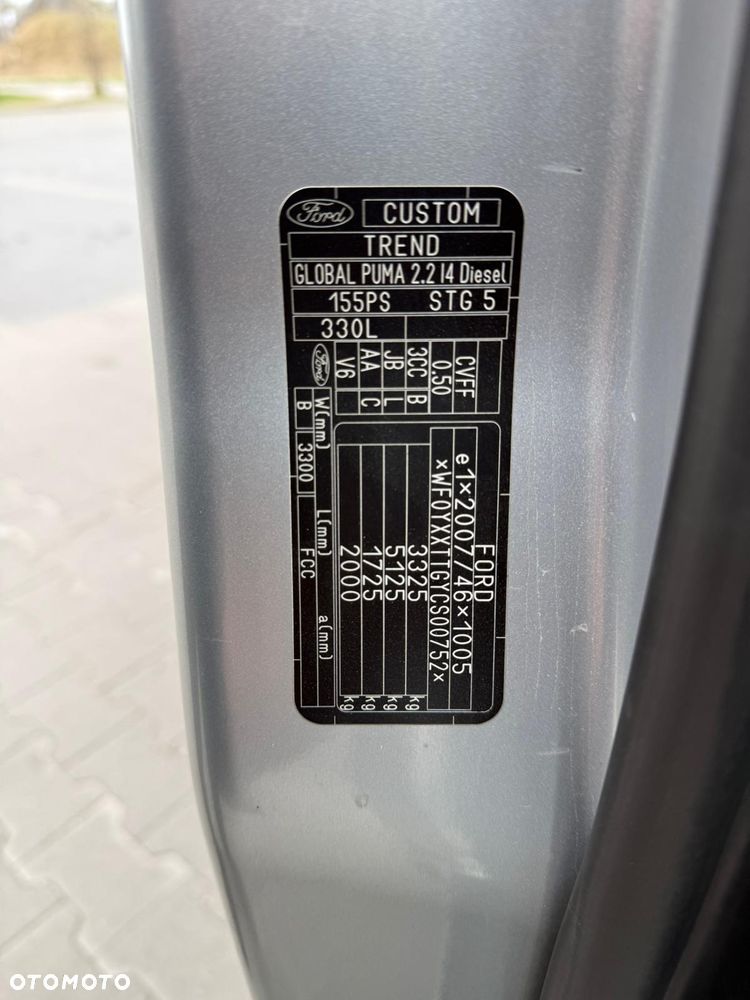 Ford CUSTOM
TREND
GLOBAL PUMA 2.2 I4 Diesel
155PS STG 5
330L
FORD
e1×2007/46×1005
×WF0YXXTTGYCS00752×
3325 kg
5125 kg
1725 kg
2000 kg
CVFF
0.50
3CC B
JB L
AA C
V6
Ford
W(mm) L(mm) a(mm)
B 3300 FCC
OTOMOTO